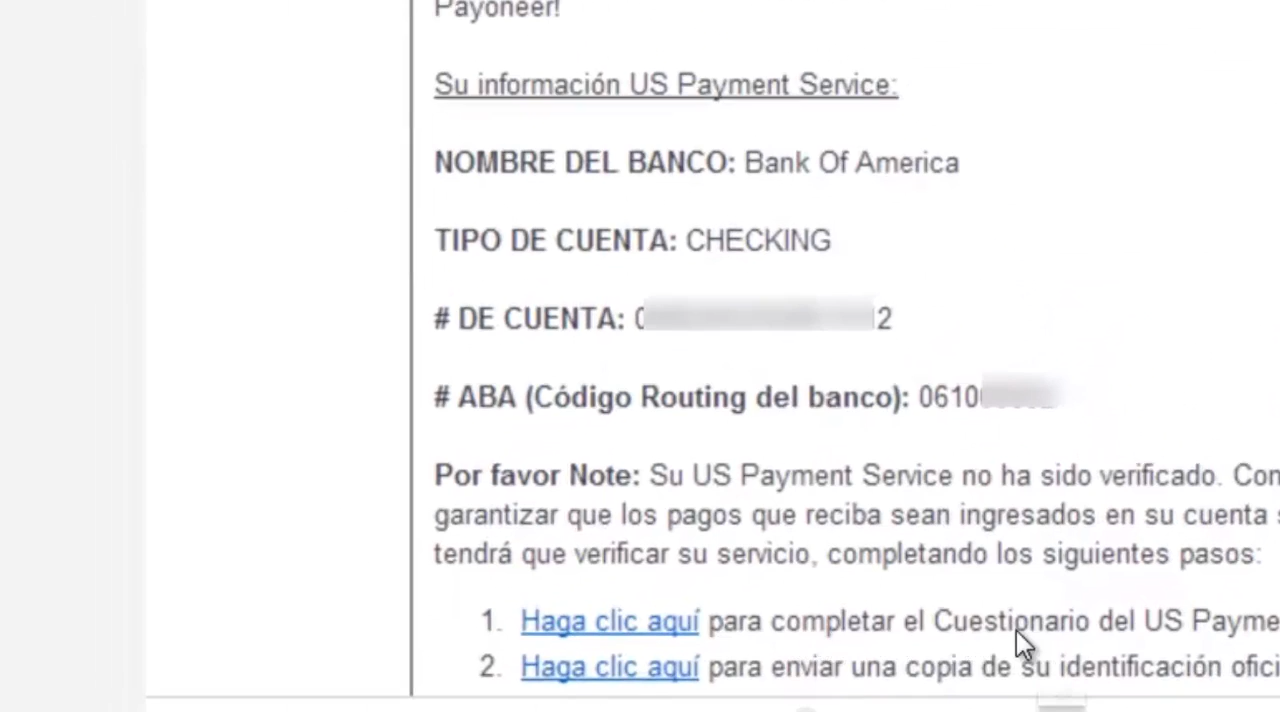 Payoneer!
Su información US Payment Service:
NOMBRE DEL BANCO: Bank Of America
TIPO DE CUENTA: CHECKING
# DE CUENTA: 2
# ABA (Código Routing del banco): 0610
Por favor Note: Su US Payment Service no ha sido verificado.
garantizar que los pagos que reciba sean ingresados en su cuenta
tendrá que verificar su servicio, completando los siguientes pasos:
1. Haga clic aquí para completar el Cuestionario del US
2. Haga clic aquí para enviar una copia de su identificación